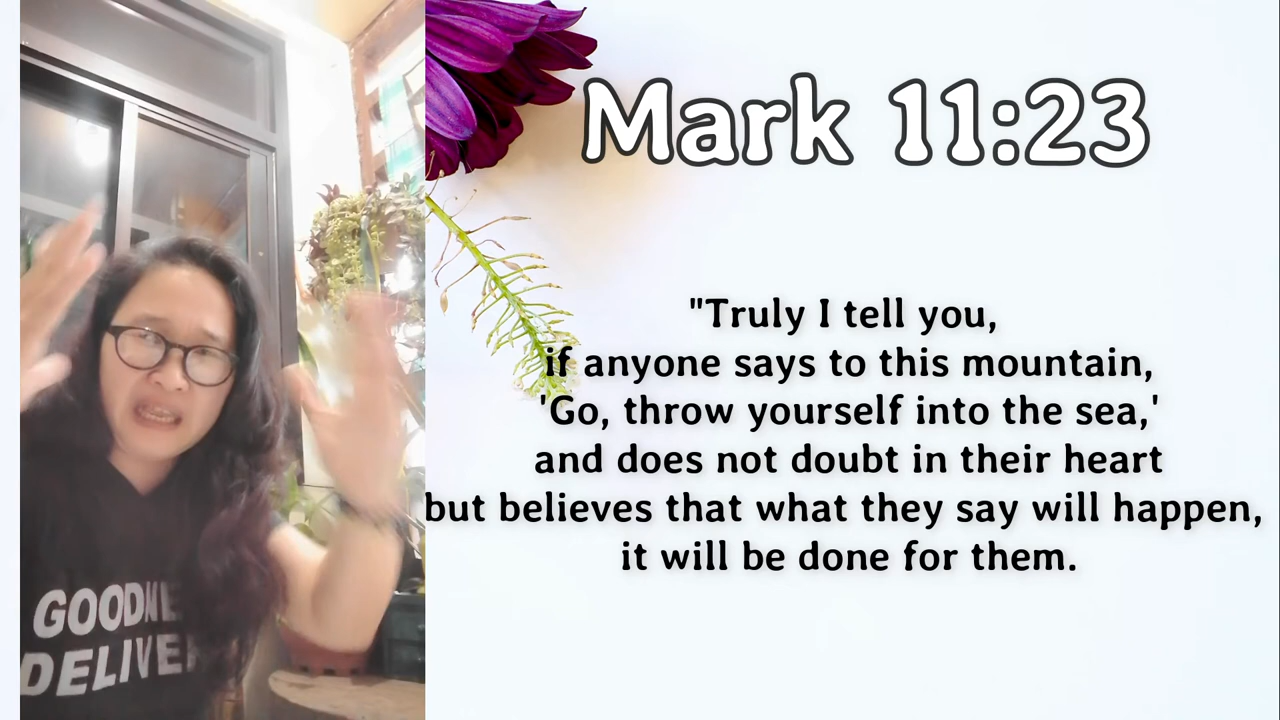 Mark 11:23
"Truly I tell you,
if anyone says to this mountain,
'Go, throw yourself into the sea,'
and does not doubt in their heart
but believes that what they say will happen,
it will be done for them.